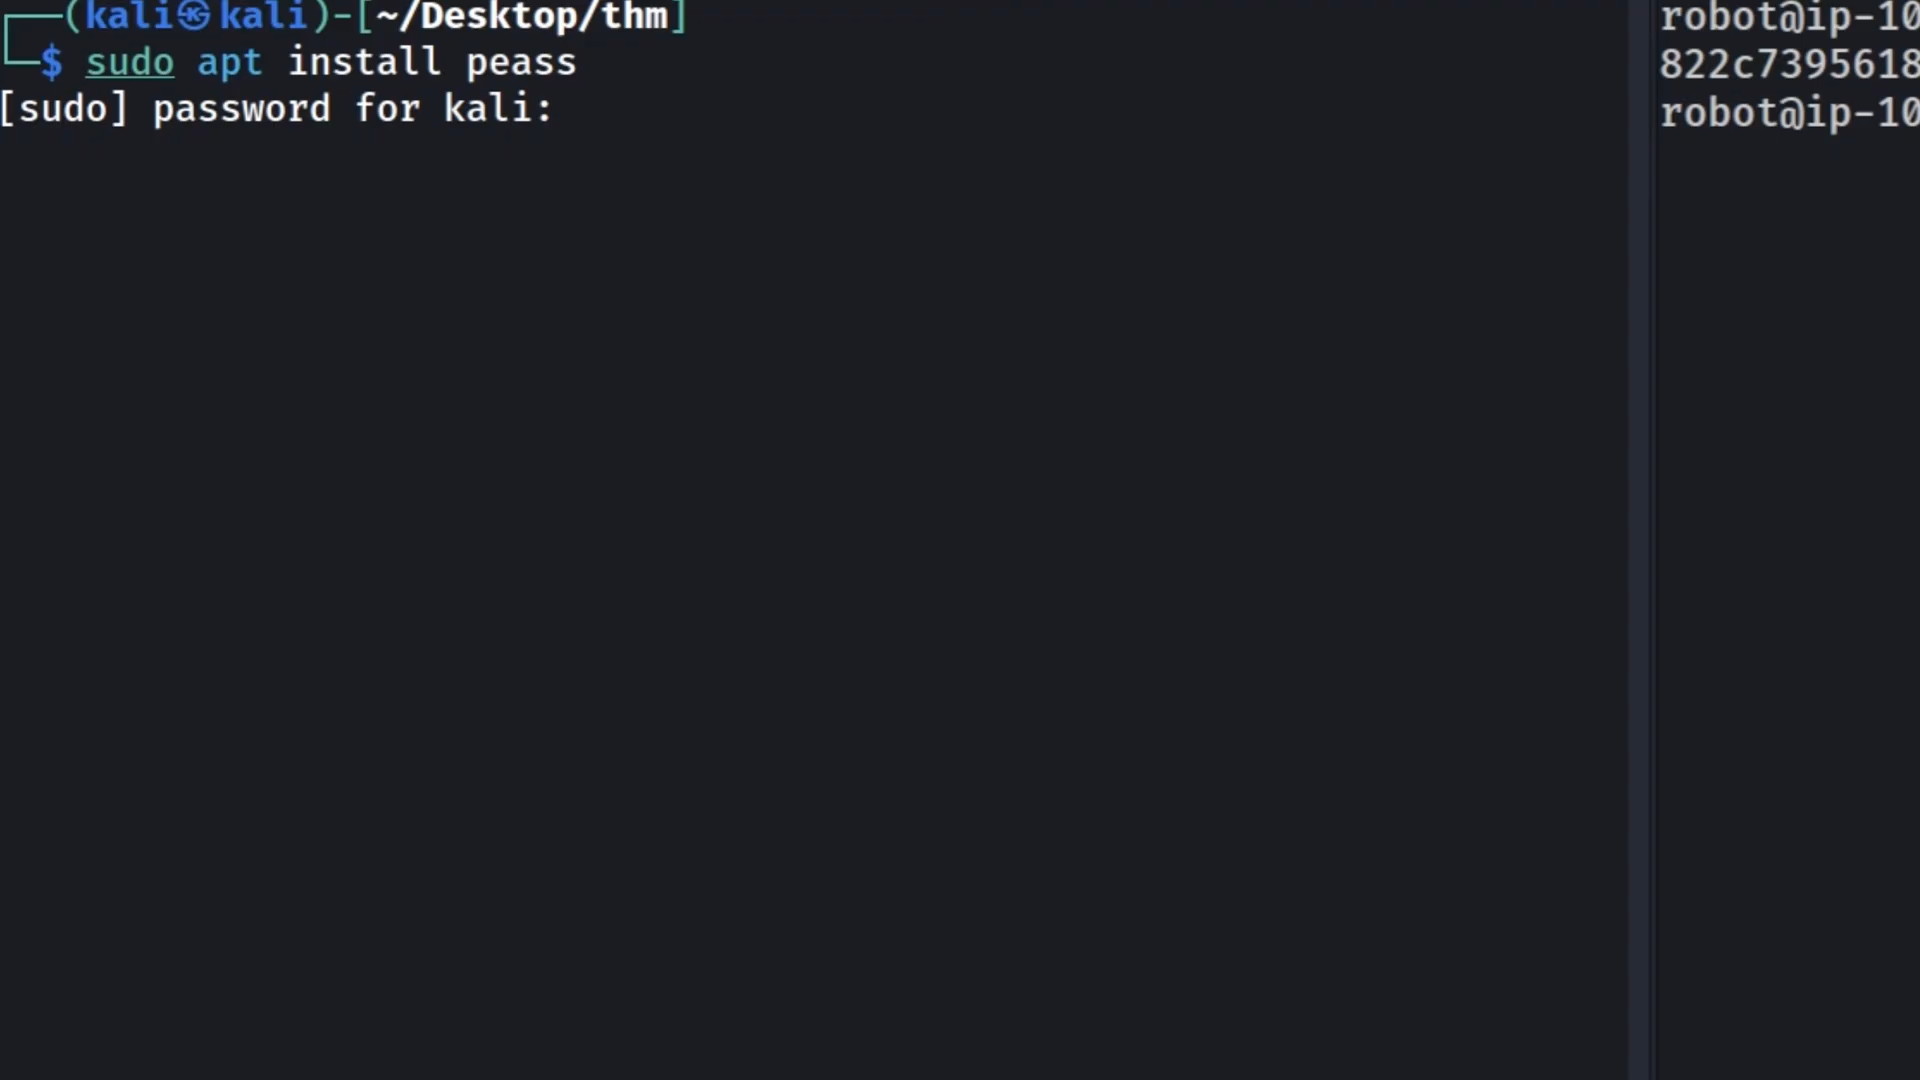 ┌──(kali㉿kali)-[~/Desktop/thm]
└─$ sudo apt install peass
[sudo] password for kali:
robot@ip-10
822c7395618
robot@ip-10